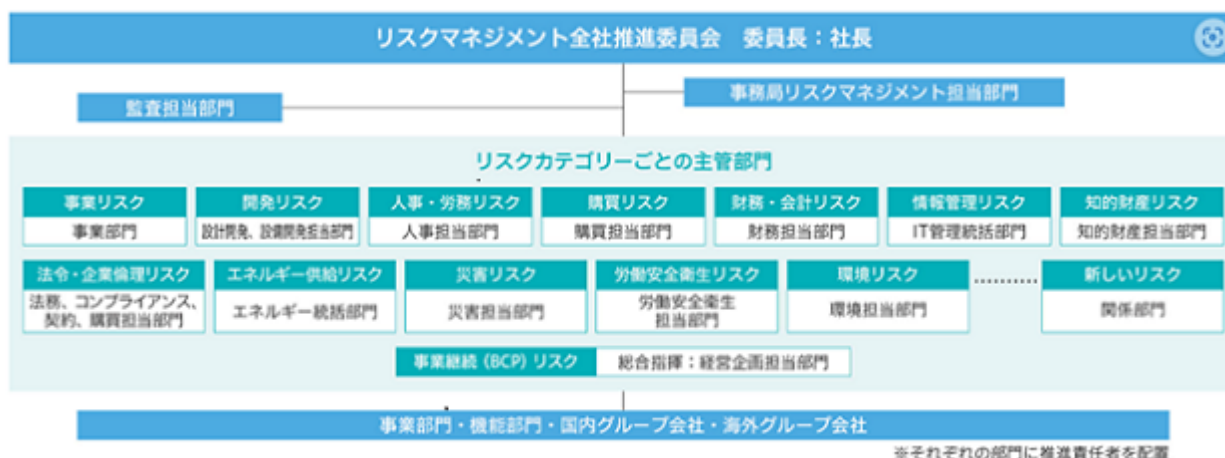 リスクマネジメント全社推進委員会　委員長：社長
監査担当部門
事務局リスクマネジメント担当部門
リスクカテゴリーごとの主管部門
事業リスク
事業部門
開発リスク
設計開発、設備開発担当部門
人事・労務リスク
人事担当部門
購買リスク
購買担当部門
財務・会計リスク
財務担当部門
情報管理リスク
IT管理統括部門
知的財産リスク
知的財産担当部門
法令・企業倫理リスク
法務、コンプライアンス、
契約、購買担当部門
エネルギー供給リスク
エネルギー統括部門
災害リスク
災害担当部門
労働安全衛生リスク
労働安全衛生
担当部門
環境リスク
環境担当部門
………
新しいリスク
関係部門
事業継続（BCP）リスク
総合指揮：経営企画担当部門
事業部門・機能部門・国内グループ会社・海外グループ会社
※それぞれの部門に推進責任者を配置